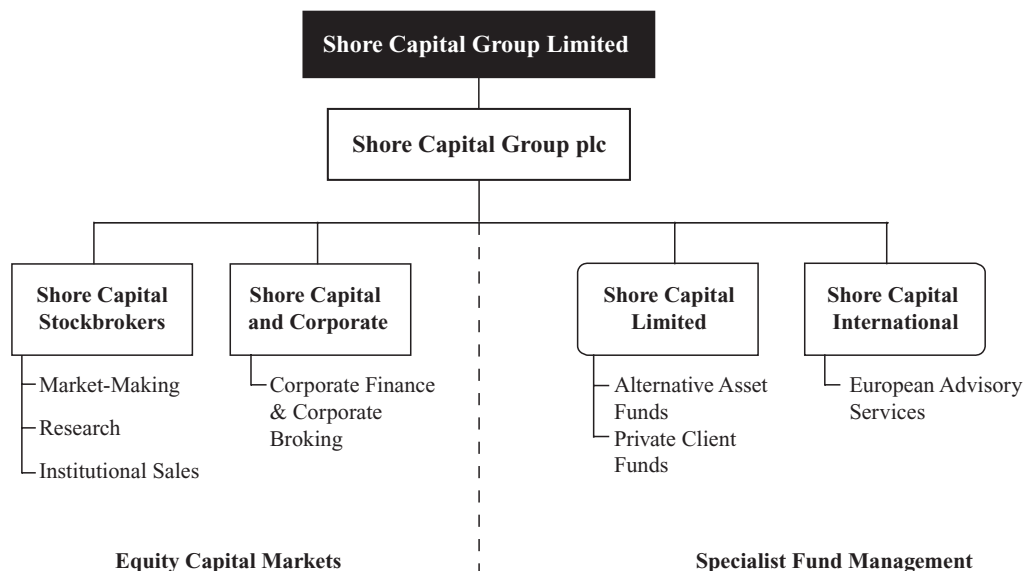 Shore Capital Group Limited
Shore Capital Group plc
Shore Capital
Stockbrokers
Market-Making
Research
Institutional Sales
Shore Capital
and Corporate
Corporate Finance
& Corporate
Broking
Shore Capital
Limited
Alternative Asset
Funds
Private Client
Funds
Shore Capital
International
European Advisory
Services
Equity Capital Markets
Specialist Fund Management